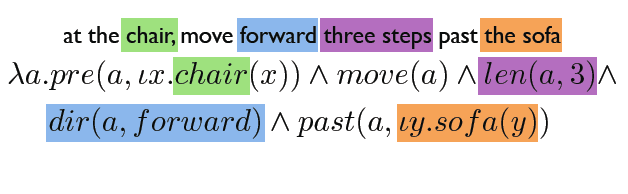 at the chair, move forward three steps past the sofa
λa.pre(a, ιx.chair(x)) ∧ move(a) ∧ len(a, 3)∧
dir(a, forward) ∧ past(a, ιy.sofa(y))